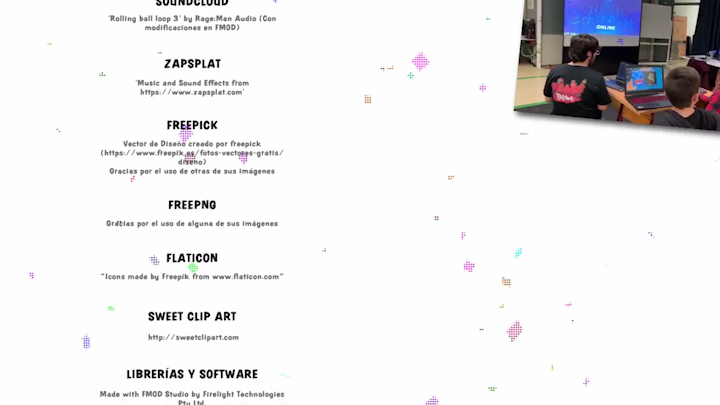 SOUNDCLOUD
"Rolling ball loop 3" by Rage:Man Audio (Con
modificaciones en FMOD)
ZAPSPLAT
"Music and Sound Effects from
https://www.zapsplat.com"
FREEPICK
Vector de Diseño creado por freepick
(https://www.freepik.es/fotos-vectores-gratis/
diseño)
Gracias por el uso de otras de sus imágenes
FREEPNG
Gracias por el uso de alguna de sus imágenes
FLATICON
"Icons made by Freepik from www.flaticon.com"
SWEET CLIP ART
http://sweetclipart.com
LIBRERÍAS Y SOFTWARE
Made with FMOD Studio by Firelight Technologies
Pty Ltd.
ONLINE